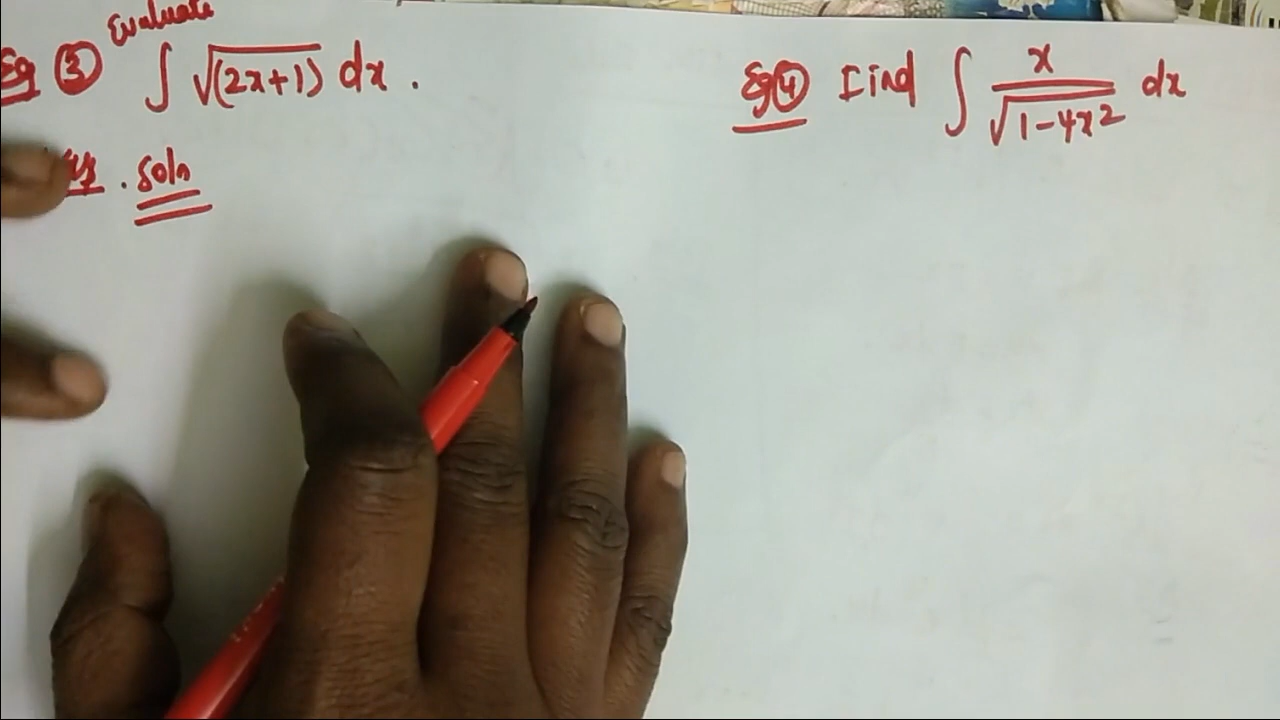 Evaluate
Eg ③ ∫ √(2x+1) dx .
. Soln
Eg ④ Find ∫ x / √1-4x² dx